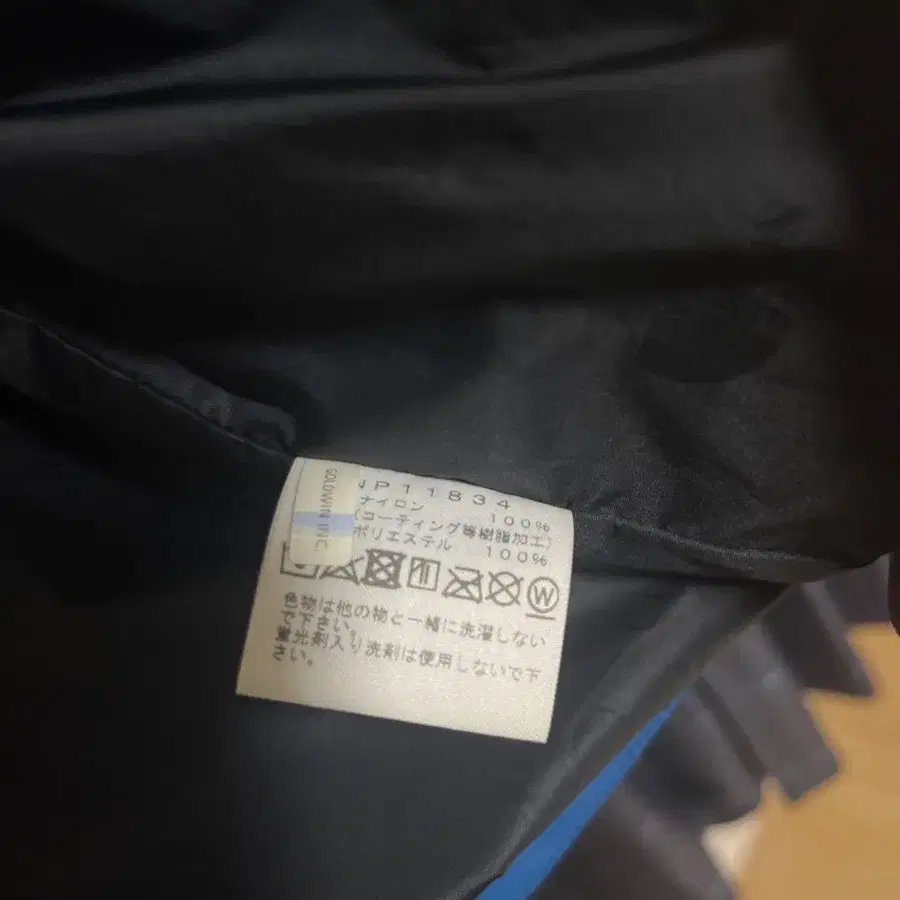 GOLDWIN INC.
NP11834
ナイロン 100%
(コーティング等樹脂加工)
ポリエステル 100%
W
色物は他の物と一緒に洗濯しない
で下さい。
蛍光剤入り洗剤は使用しないで下
さい。